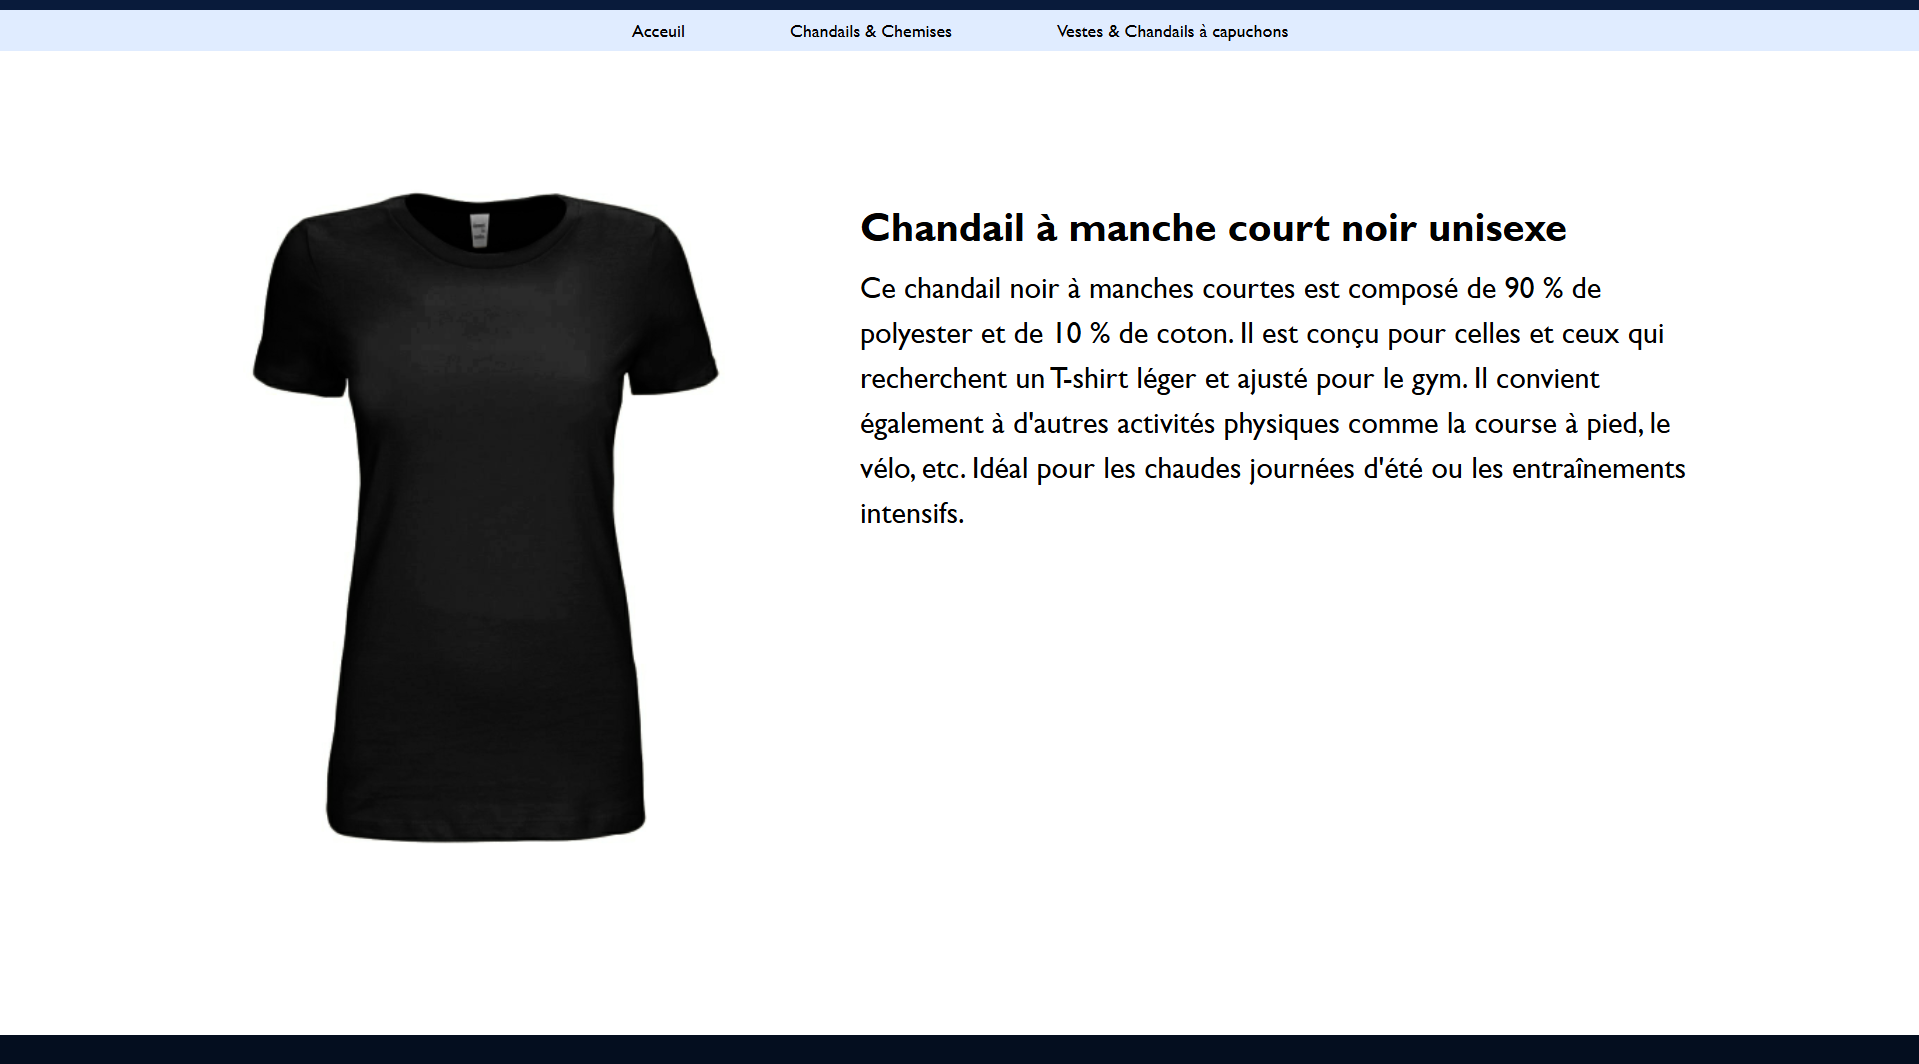 Acceuil Chandails & Chemises Vestes & Chandails à capuchons
Chandail à manche court noir unisexe
Ce chandail noir à manches courtes est composé de 90 % de
polyester et de 10 % de coton. Il est conçu pour celles et ceux qui
recherchent un T-shirt léger et ajusté pour le gym. Il convient
également à d'autres activités physiques comme la course à pied, le
vélo, etc. Idéal pour les chaudes journées d'été ou les entraînements
intensifs.